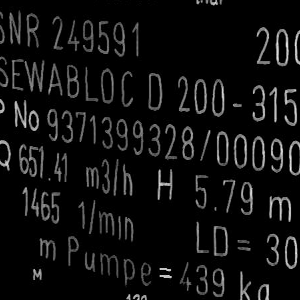 SNR 249591 200
SEWABLOC D 200-315
P No 9371399328/00090
Q 651.41 m3/h H 5.79 m
1465 1/min LD= 30
m Pumpe = 439 kg
M